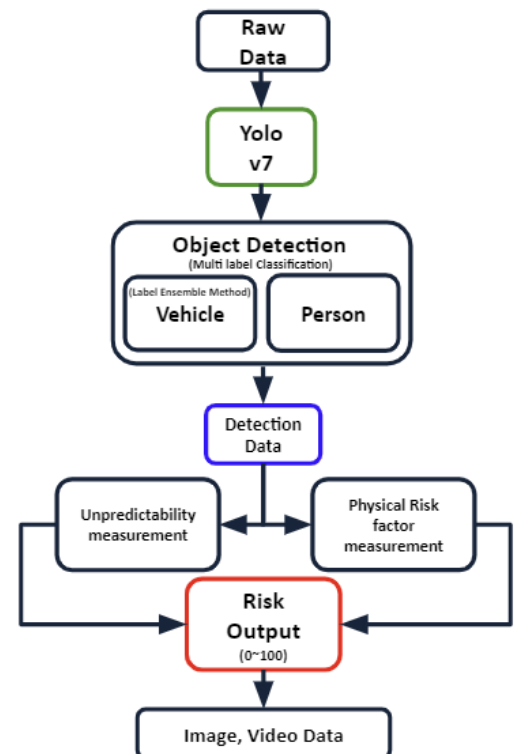 Raw
Data
Yolo
v7
Object Detection
(Multi label Classification)
(Label Ensemble Method)
Vehicle
Person
Detection
Data
Unpredictability
measurement
Physical Risk
factor
measurement
Risk
Output
(0~100)
Image, Video Data